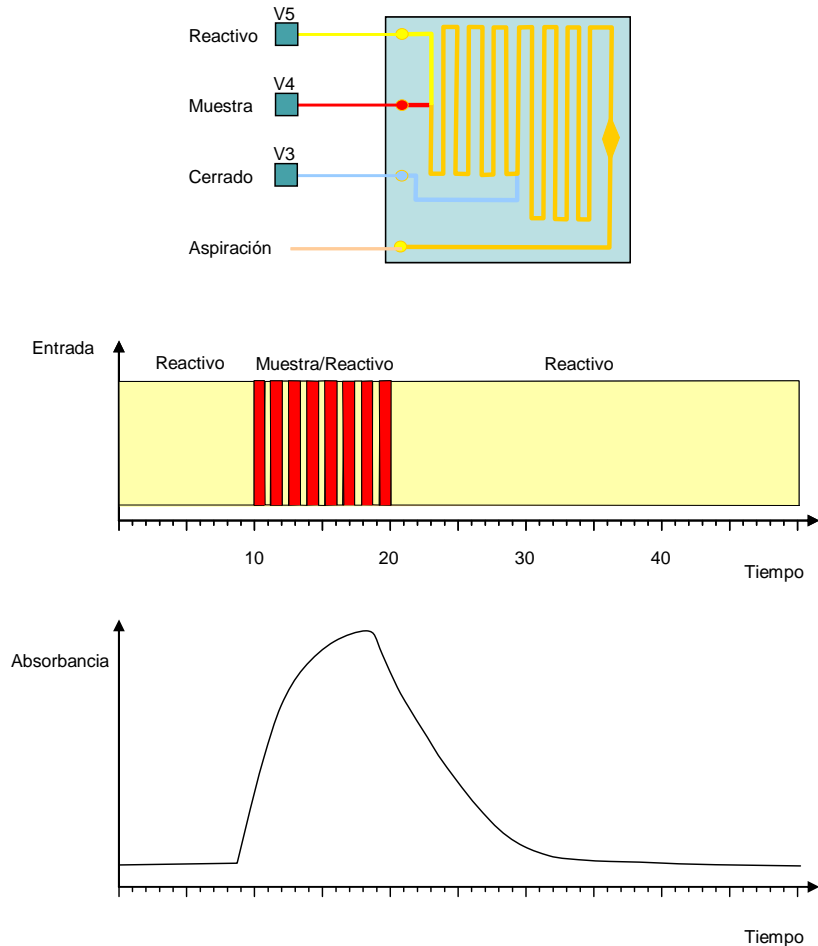 V5
Reactivo
V4
Muestra
V3
Cerrado
Aspiración
Entrada
Reactivo Muestra/Reactivo Reactivo
10 20 30 40
Tiempo
Absorbancia
Tiempo